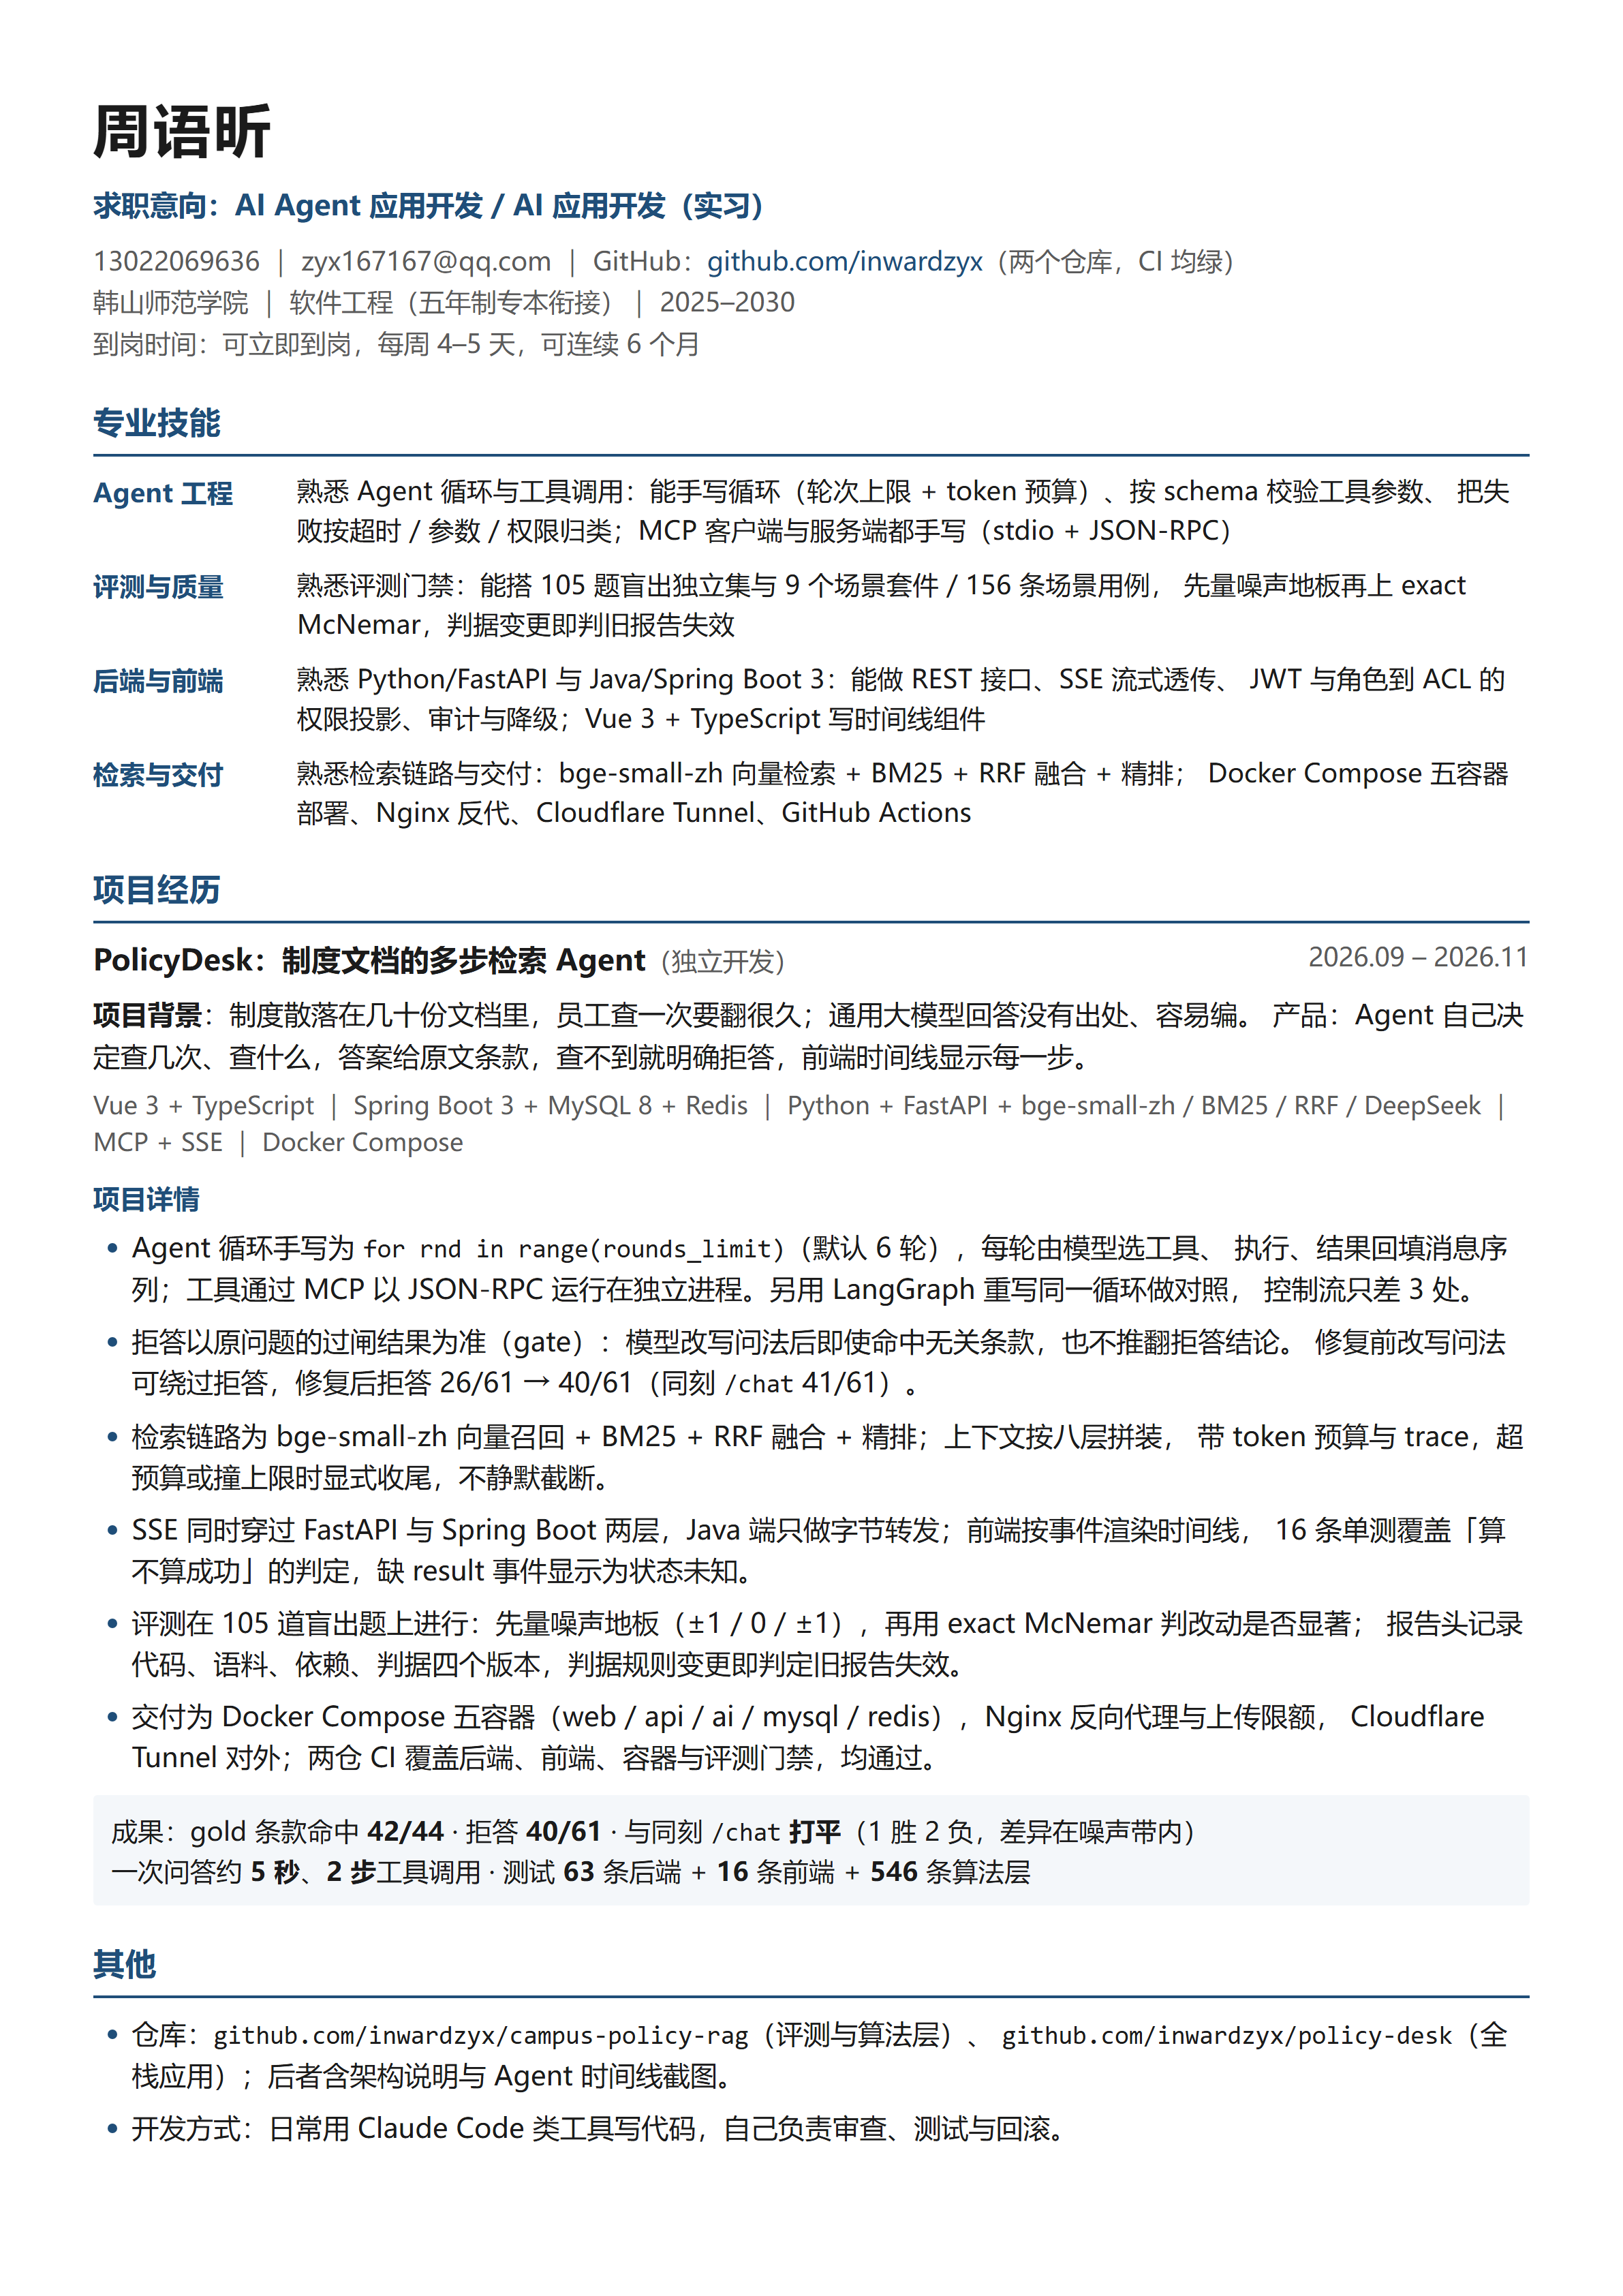 周语昕
求职意向：AI Agent 应用开发 / AI 应用开发（实习）
13022069636 ｜ zyx167167@qq.com ｜ GitHub：github.com/inwardzyx（两个仓库，CI 均绿）
韩山师范学院 ｜ 软件工程（五年制专本衔接）｜ 2025–2030
到岗时间：可立即到岗，每周 4–5 天，可连续 6 个月
专业技能
Agent 工程 熟悉 Agent 循环与工具调用：能手写循环（轮次上限 + token 预算）、按 schema 校验工具参数、 把失
败按超时 / 参数 / 权限归类；MCP 客户端与服务端都手写（stdio + JSON-RPC）
评测与质量 熟悉评测门禁：能搭 105 题盲出独立集与 9 个场景套件 / 156 条场景用例， 先量噪声地板再上 exact
McNemar，判据变更即判旧报告失效
后端与前端 熟悉 Python/FastAPI 与 Java/Spring Boot 3：能做 REST 接口、SSE 流式透传、 JWT 与角色到 ACL 的
权限投影、审计与降级；Vue 3 + TypeScript 写时间线组件
检索与交付 熟悉检索链路与交付：bge-small-zh 向量检索 + BM25 + RRF 融合 + 精排； Docker Compose 五容器
部署、Nginx 反代、Cloudflare Tunnel、GitHub Actions
项目经历
PolicyDesk：制度文档的多步检索 Agent（独立开发） 2026.09 – 2026.11
项目背景：制度散落在几十份文档里，员工查一次要翻很久；通用大模型回答没有出处、容易编。 产品：Agent 自己决
定查几次、查什么，答案给原文条款，查不到就明确拒答，前端时间线显示每一步。
Vue 3 + TypeScript ｜ Spring Boot 3 + MySQL 8 + Redis ｜ Python + FastAPI + bge-small-zh / BM25 / RRF / DeepSeek ｜
MCP + SSE ｜ Docker Compose
项目详情
• Agent 循环手写为 for rnd in range(rounds_limit)（默认 6 轮），每轮由模型选工具、 执行、结果回填消息序
列；工具通过 MCP 以 JSON-RPC 运行在独立进程。另用 LangGraph 重写同一循环做对照， 控制流只差 3 处。
• 拒答以原问题的过闸结果为准（gate）：模型改写问法后即使命中无关条款，也不推翻拒答结论。 修复前改写问法
可绕过拒答，修复后拒答 26/61 → 40/61（同刻 /chat 41/61）。
• 检索链路为 bge-small-zh 向量召回 + BM25 + RRF 融合 + 精排；上下文按八层拼装， 带 token 预算与 trace，超
预算或撞上限时显式收尾，不静默截断。
• SSE 同时穿过 FastAPI 与 Spring Boot 两层，Java 端只做字节转发；前端按事件渲染时间线， 16 条单测覆盖「算
不算成功」的判定，缺 result 事件显示为状态未知。
• 评测在 105 道盲出题上进行：先量噪声地板（±1 / 0 / ±1），再用 exact McNemar 判改动是否显著； 报告头记录
代码、语料、依赖、判据四个版本，判据规则变更即判定旧报告失效。
• 交付为 Docker Compose 五容器（web / api / ai / mysql / redis），Nginx 反向代理与上传限额， Cloudflare
Tunnel 对外；两仓 CI 覆盖后端、前端、容器与评测门禁，均通过。
成果：gold 条款命中 42/44 · 拒答 40/61 · 与同刻 /chat 打平（1 胜 2 负，差异在噪声带内）
一次问答约 5 秒、2 步工具调用 · 测试 63 条后端 + 16 条前端 + 546 条算法层
其他
• 仓库：github.com/inwardzyx/campus-policy-rag（评测与算法层）、 github.com/inwardzyx/policy-desk（全
栈应用）；后者含架构说明与 Agent 时间线截图。
• 开发方式：日常用 Claude Code 类工具写代码，自己负责审查、测试与回滚。